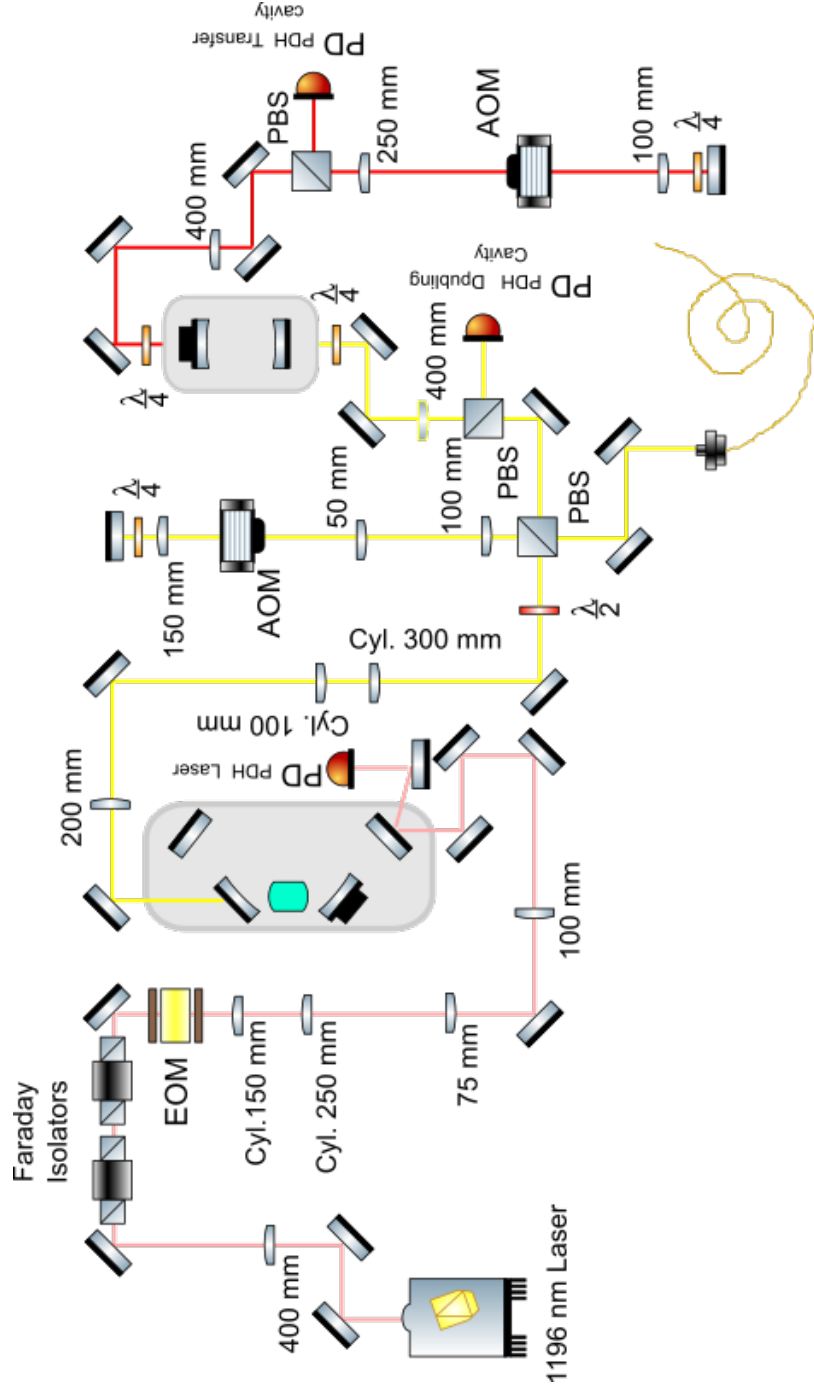 PD PDH Transfer
cavity
PBS
250 mm
AOM
100 mm
λ/4
400 mm
λ/4
λ/4
PD PDH Dpubling
Cavity
400 mm
PBS
100 mm
50 mm
PBS
λ/4
150 mm
AOM
λ/2
Cyl. 300 mm
Cyl. 100 mm
PD PDH Laser
200 mm
100 mm
Faraday
Isolators
EOM
Cyl.150 mm
Cyl. 250 mm
75 mm
400 mm
1196 nm Laser